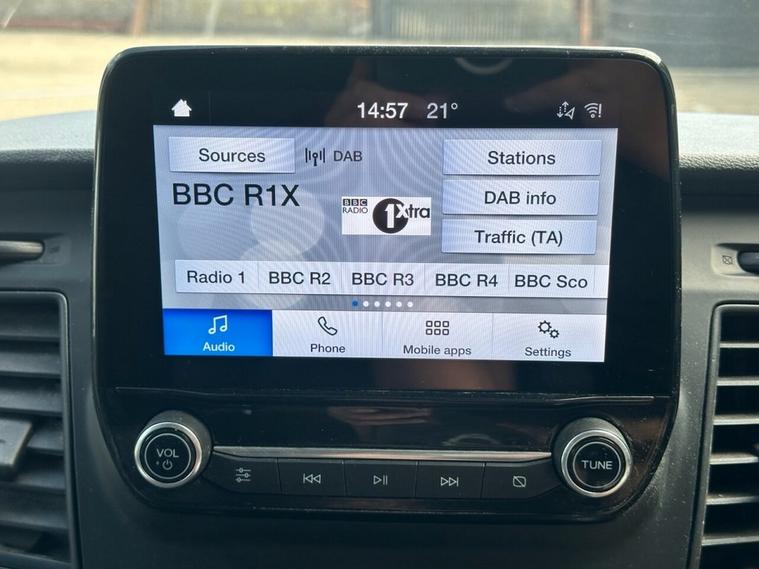 14:57 21°
Sources DAB Stations
BBC R1X
BBC
RADIO
1Xtra
DAB info
Traffic (TA)
Radio 1 BBC R2 BBC R3 BBC R4 BBC Sco
Audio Phone Mobile apps Settings
VOL
TUNE